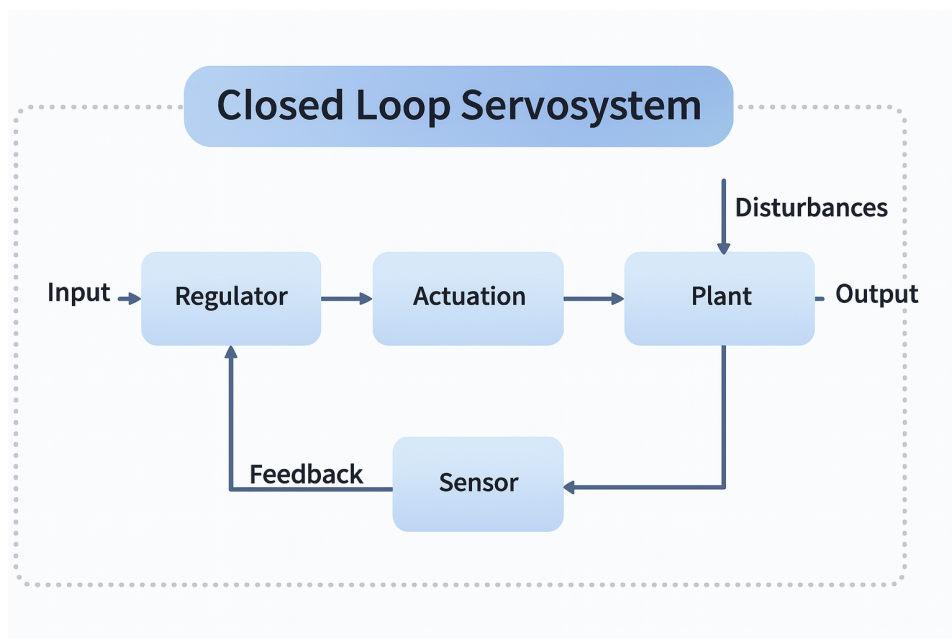 Closed Loop Servosystem
Disturbances
Input
Regulator
Actuation
Plant
Output
Feedback
Sensor